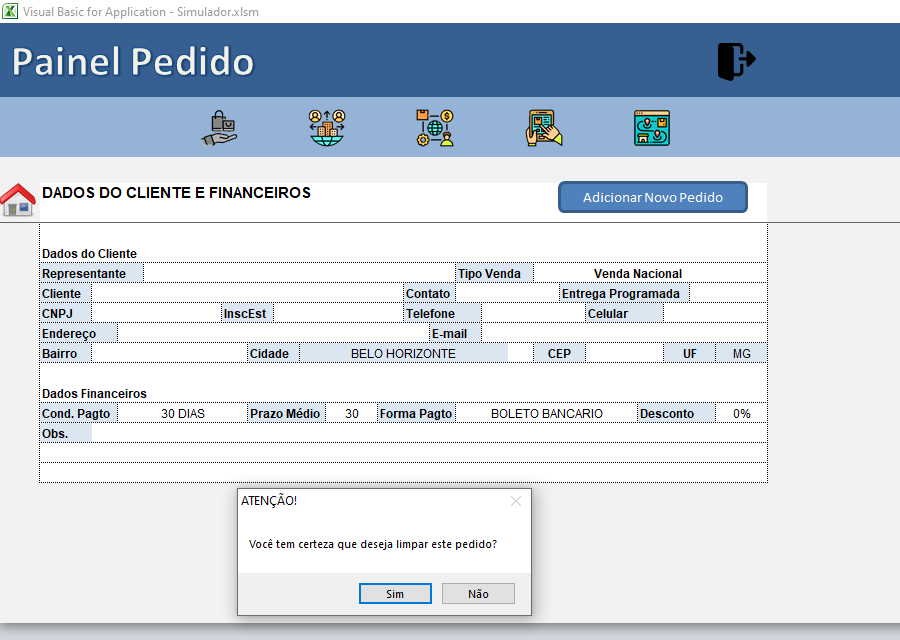 Visual Basic for Application - Simulador.xlsm
Painel Pedido
DADOS DO CLIENTE E FINANCEIROS
Adicionar Novo Pedido
Dados do Cliente
Representante Tipo Venda Venda Nacional
Cliente Contato Entrega Programada
CNPJ InscEst Telefone Celular
Endereço E-mail
Bairro Cidade BELO HORIZONTE CEP UF MG
Dados Financeiros
Cond. Pagto 30 DIAS Prazo Médio 30 Forma Pagto BOLETO BANCARIO Desconto 0%
Obs.
ATENÇÃO!
Você tem certeza que deseja limpar este pedido?
Sim Não